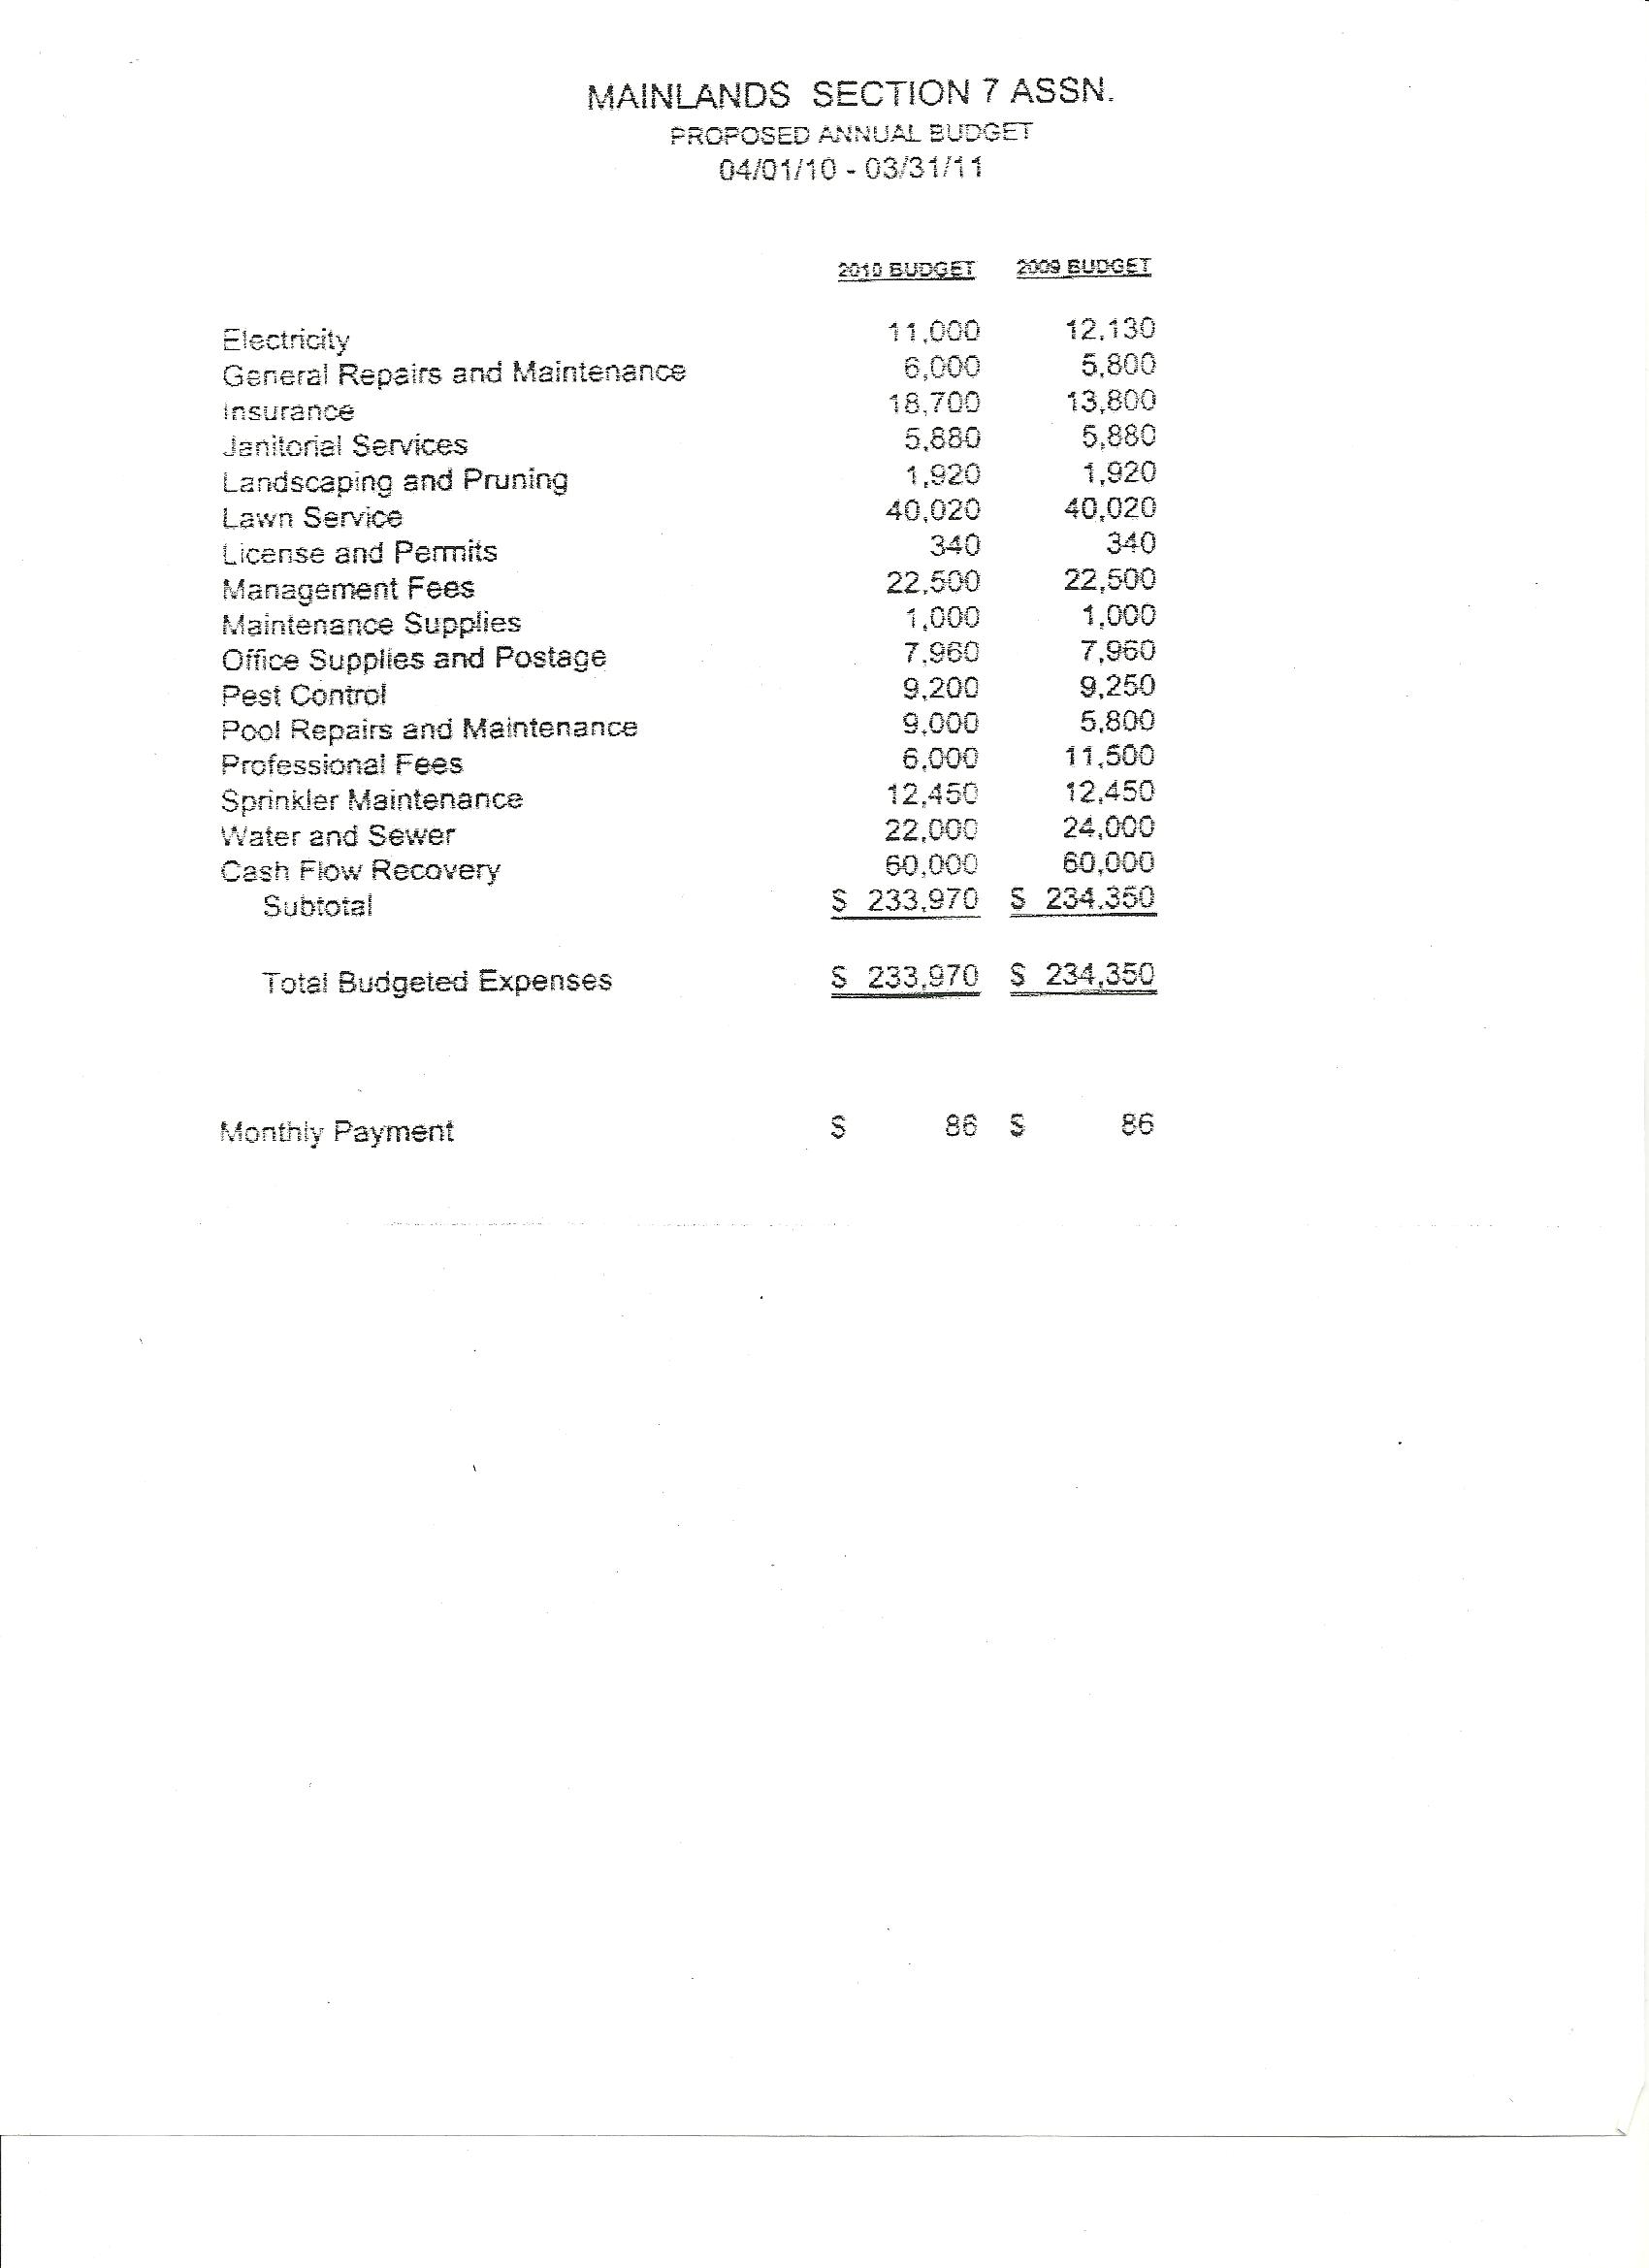 MAINLANDS SECTION 7 ASSN.
PROPOSED ANNUAL BUDGET
04/01/10 - 03/31/11
2010 BUDGET 2009 BUDGET
Electricity 11,000 12,130
General Repairs and Maintenance 6,000 5,800
Insurance 18,700 13,800
Janitorial Services 5,880 5,880
Landscaping and Pruning 1,920 1,920
Lawn Service 40,020 40,020
License and Permits 340 340
Management Fees 22,500 22,500
Maintenance Supplies 1,000 1,000
Office Supplies and Postage 7,960 7,960
Pest Control 9,200 9,250
Pool Repairs and Maintenance 9,000 5,800
Professional Fees 6,000 11,500
Sprinkler Maintenance 12,450 12,450
Water and Sewer 22,000 24,000
Cash Flow Recovery 60,000 60,000
Subtotal $ 233,970 $ 234,350
Total Budgeted Expenses $ 233,970 $ 234,350
Monthly Payment $ 86 $ 86